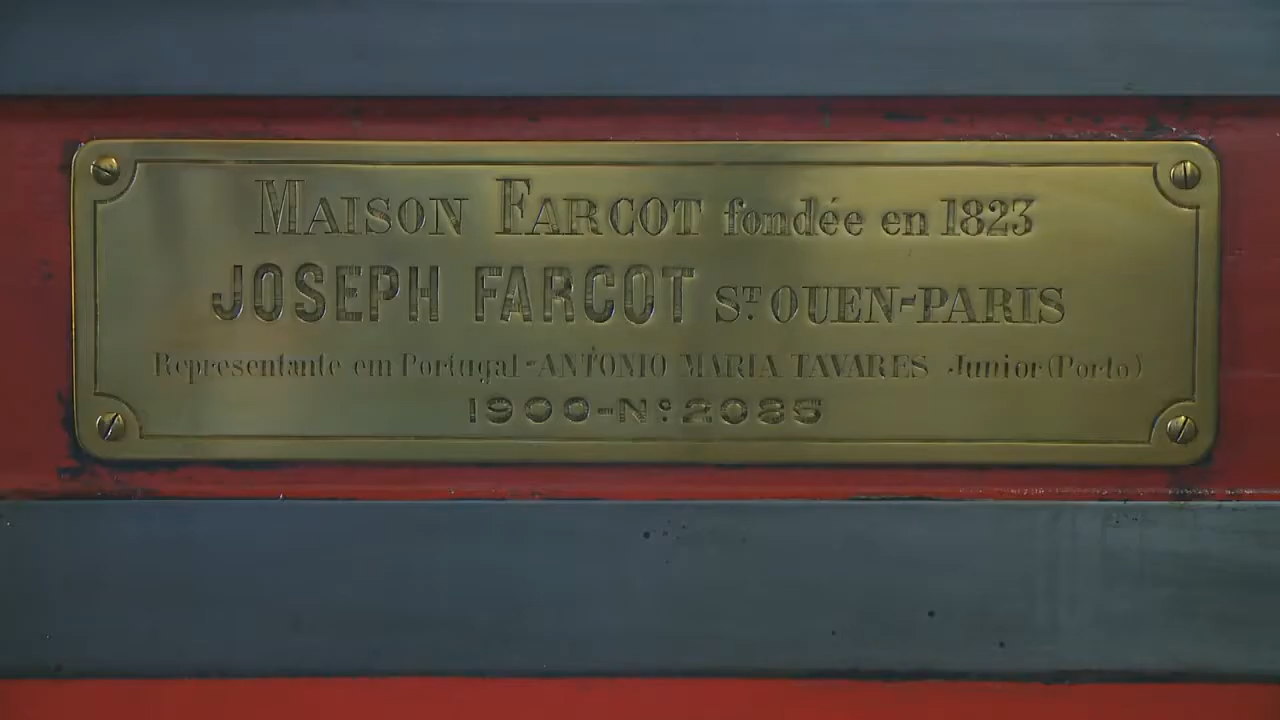 MAISON FARCOT fondée en 1823
JOSEPH FARCOT ST. OUEN-PARIS
Representante em Portugal-ANTONIO MARIA TAVARES Junior (Porto)
1900-Nº 2085